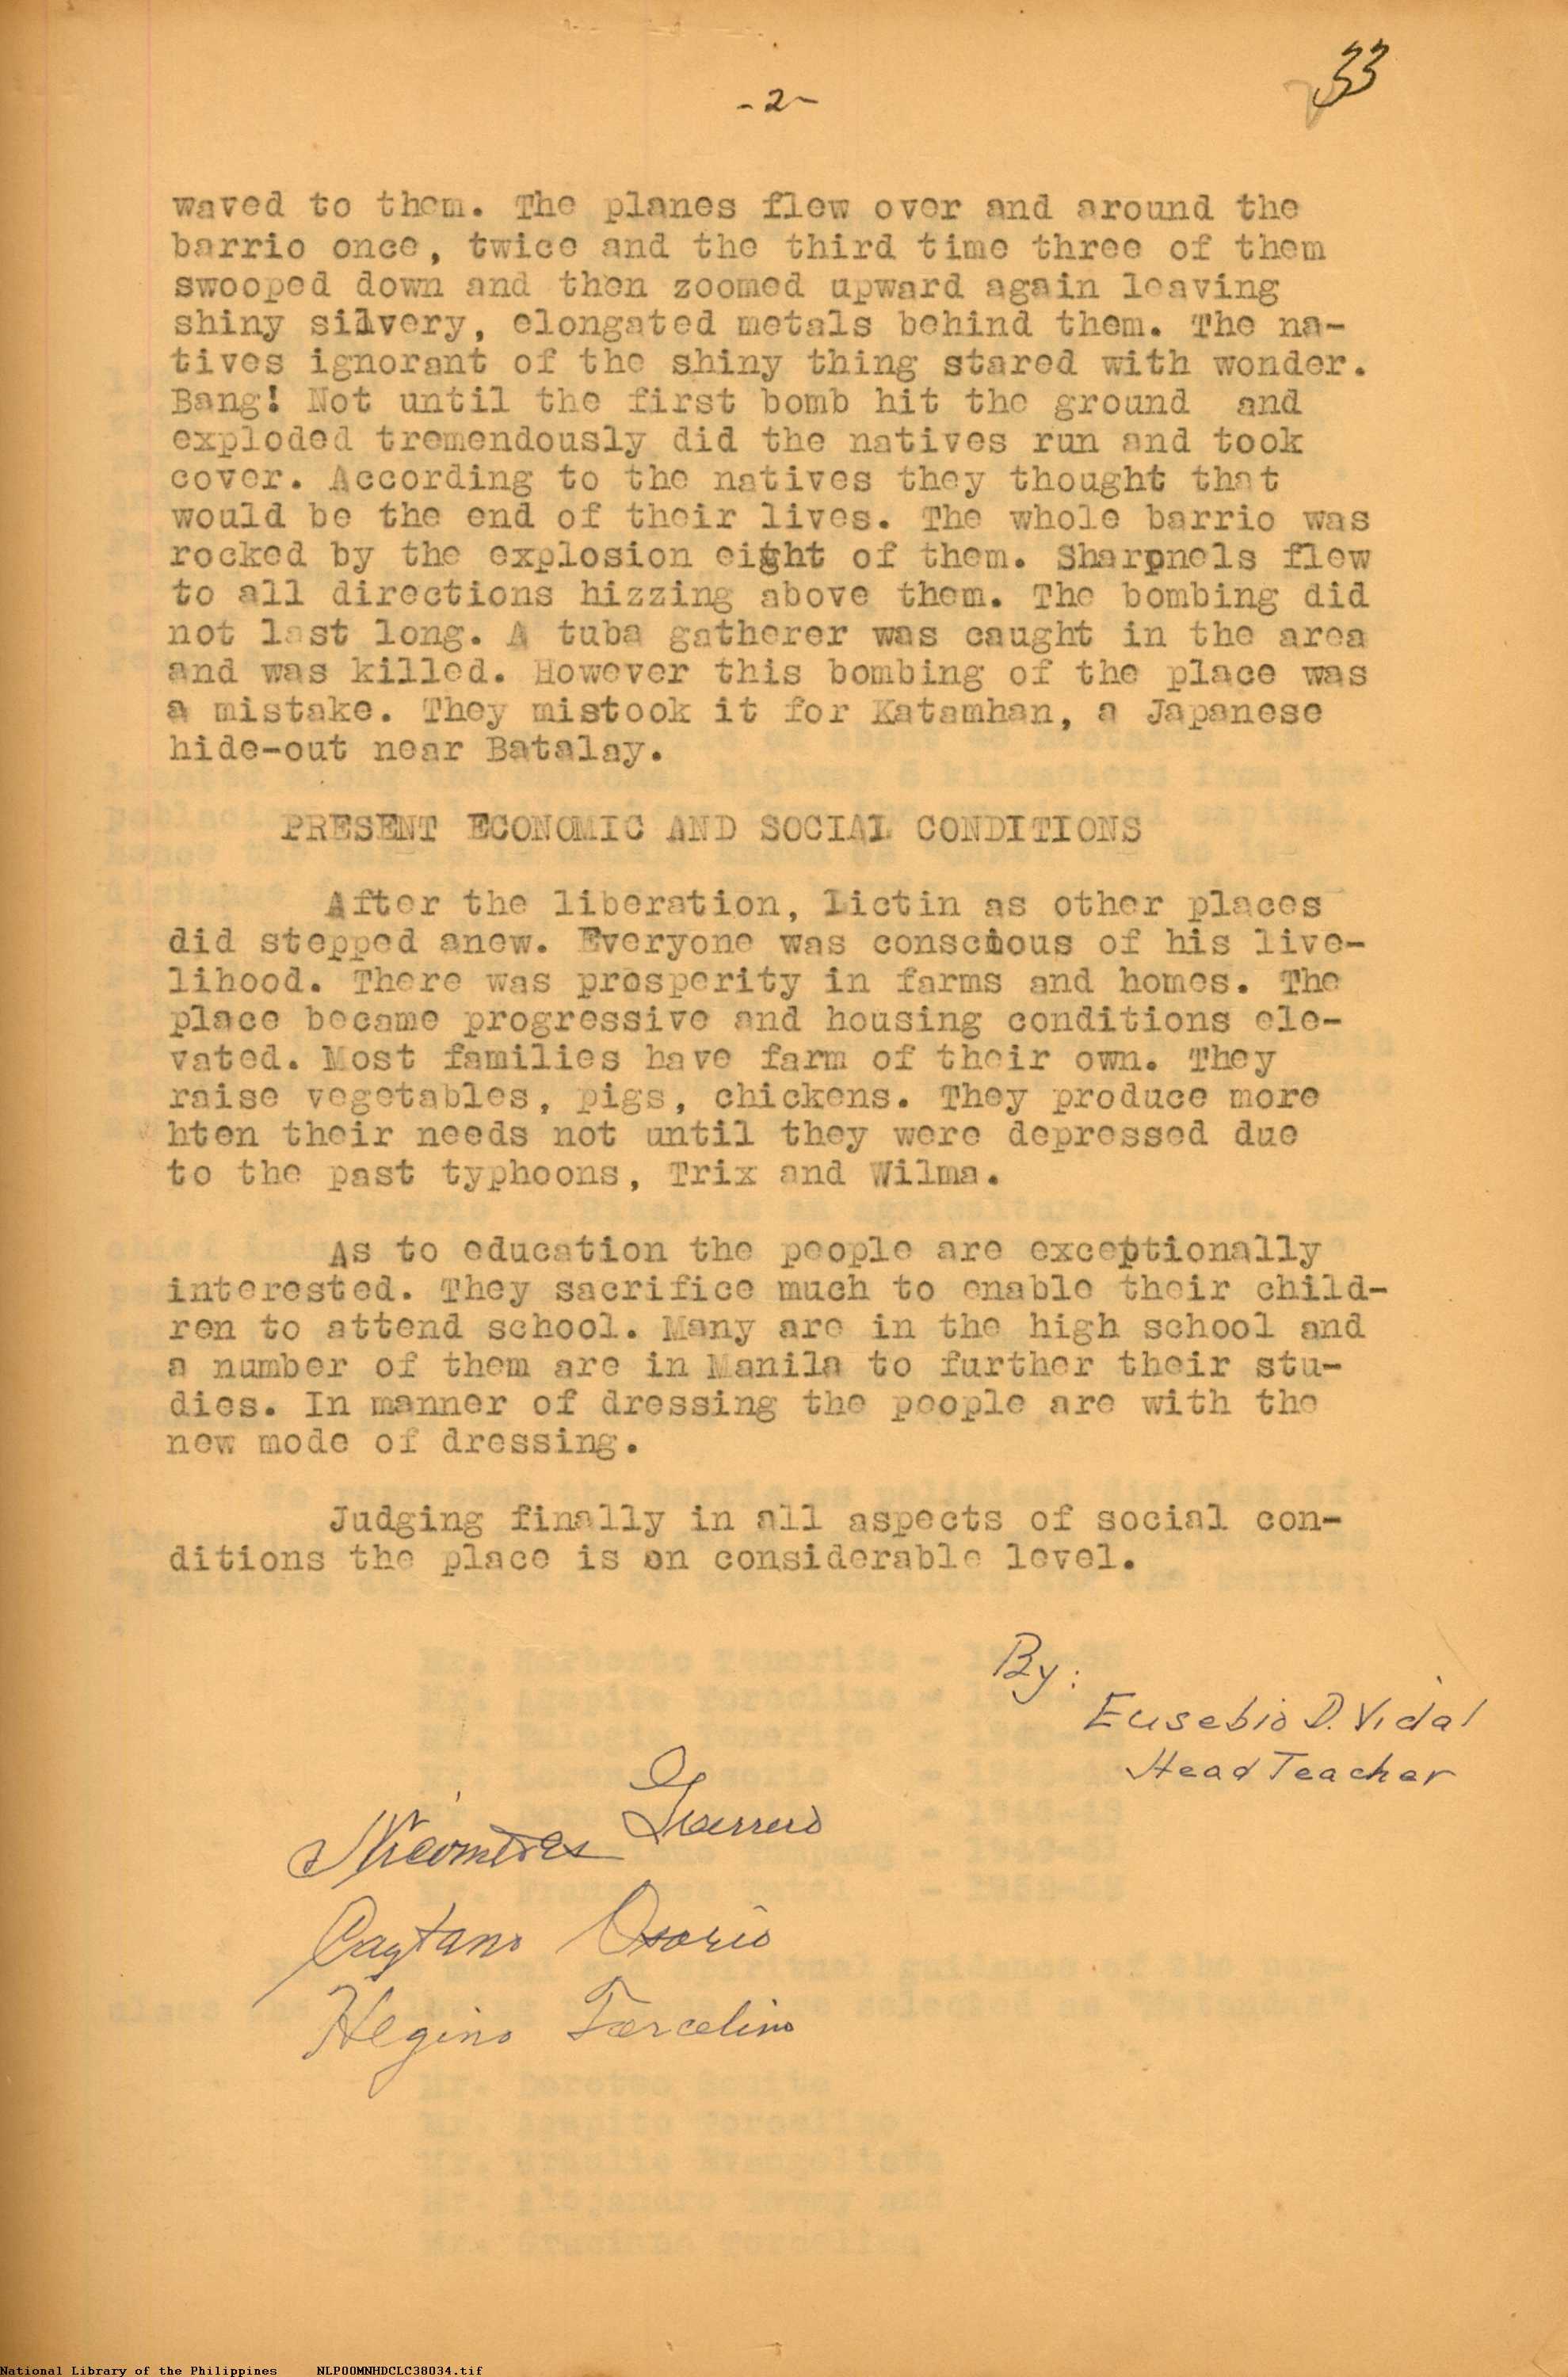 33
-2-
waved to them. The planes flew over and around the
barrio once, twice and the third time three of them
swooped down and then zoomed upward again leaving
shiny silvery, elongated metals behind them. The na-
tives ignorant of the shiny thing stared with wonder.
Bang! Not until the first bomb hit the ground and
exploded tremendously did the natives run and took
cover. According to the natives they thought that
would be the end of their lives. The whole barrio was
rocked by the explosion eight of them. Sharpnels flew
to all directions hizzing above them. The bombing did
not last long. A tuba gatherer was caught in the area
and was killed. However this bombing of the place was
a mistake. They mistook it for Katamhan, a Japanese
hide-out near Batalay.
PRESENT ECONOMIC AND SOCIAL CONDITIONS
After the liberation, Lictin as other places
did stepped anew. Everyone was conscious of his live-
lihood. There was prosperity in farms and homes. The
place became progressive and housing conditions ele-
vated. Most families have farm of their own. They
raise vegetables, pigs, chickens. They produce more
hten their needs not until they were depressed due
to the past typhoons, Trix and Wilma.
As to education the people are exceptionally
interested. They sacrifice much to enable their child-
ren to attend school. Many are in the high school and
a number of them are in Manila to further their stu-
dies. In manner of dressing the people are with the
new mode of dressing.
Judging finally in all aspects of social con-
ditions the place is on considerable level.
By:
Eusebio D. Vidal
Head Teacher
Nicomedes Guerrero
Caytano Osorio
Hegino Torcelino
National Library of the Philippines NLP00MNHDCLC38034.tif